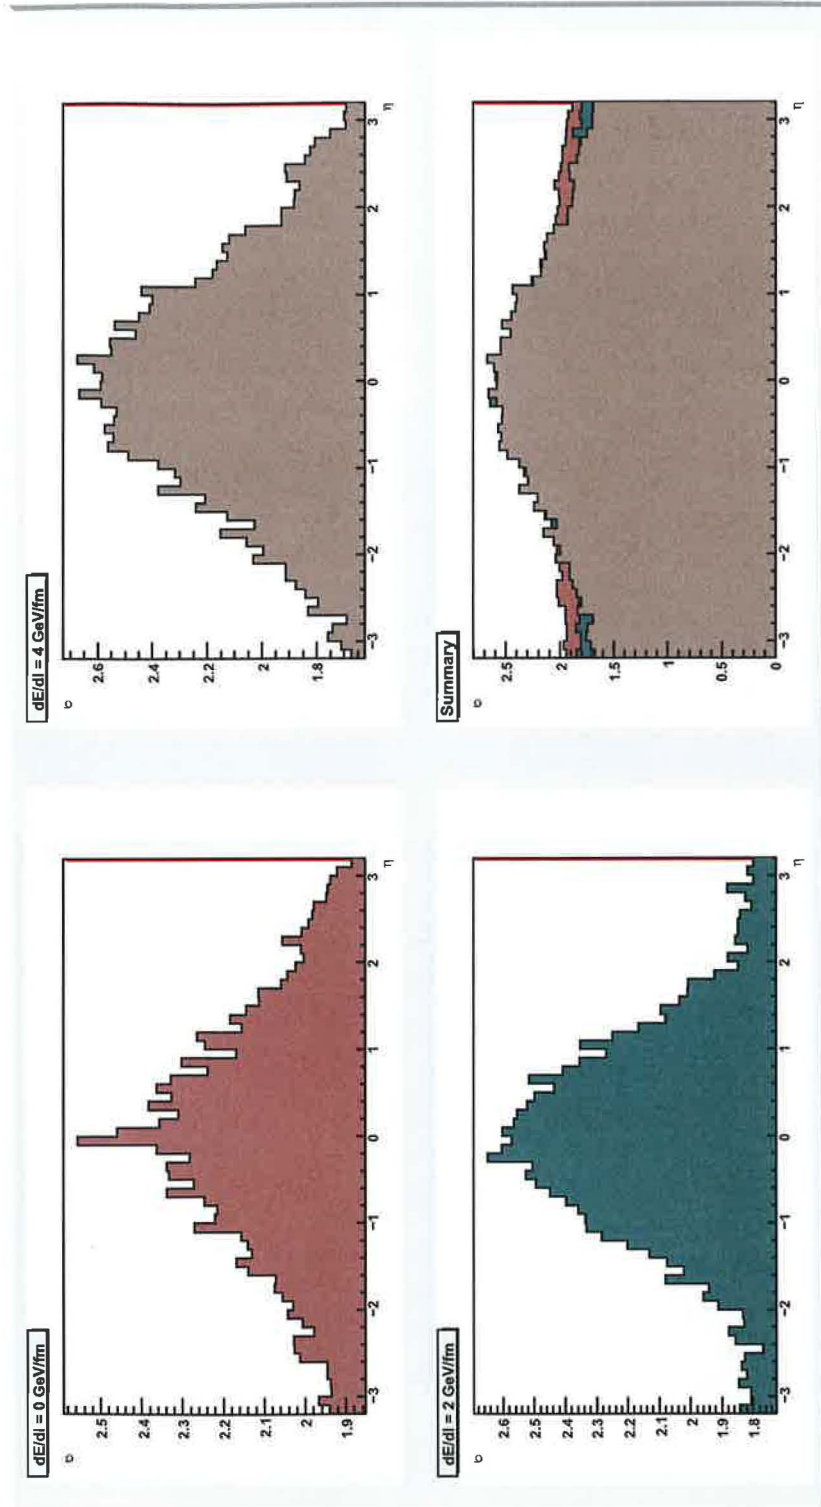 dE/dl = 0 GeV/fm
σ
2.5
2.4
2.3
2.2
2.1
2
1.9
-3 -2 -1 0 1 2 3
η
dE/dl = 4 GeV/fm
σ
2.6
2.4
2.2
2
1.8
-3 -2 -1 0 1 2 3
η
dE/dl = 2 GeV/fm
σ
2.6
2.5
2.4
2.3
2.2
2.1
2
1.9
1.8
-3 -2 -1 0 1 2 3
η
Summary
σ
2.5
2
1.5
1
0.5
0
-3 -2 -1 0 1 2 3
η